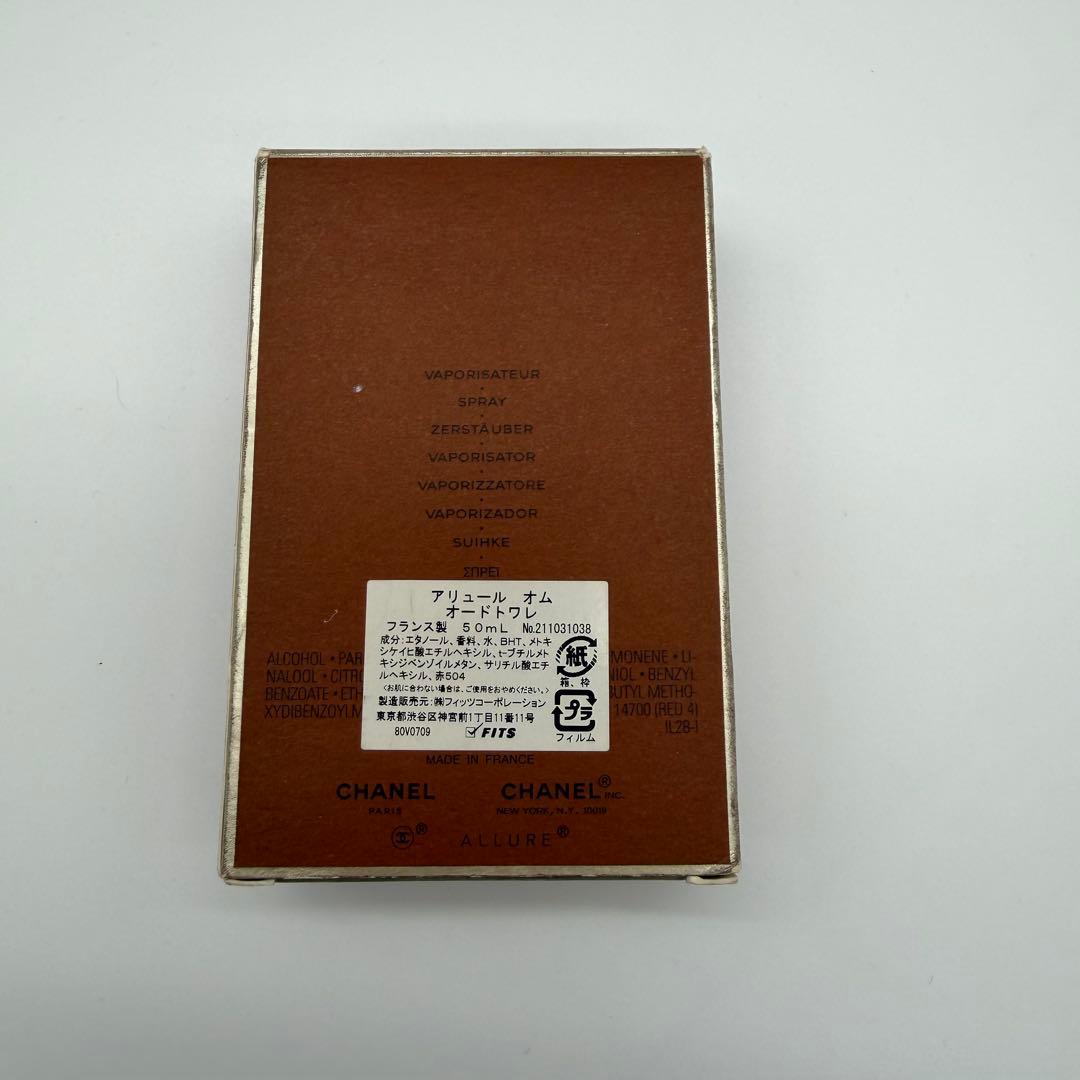 VAPORISATEUR
SPRAY
ZERSTÄUBER
VAPORISATOR
VAPORIZZATORE
VAPORIZADOR
SUIHKE
ΣΠΡΕΪ
アリュール オム
オードトワレ
フランス製 50mL No.211031038
成分:エタノール、香料、水、BHT、メトキ
シケイヒ酸エチルヘキシル、t-ブチルメト
キシジベンゾイルメタン、サリチル酸エチ
ルヘキシル、赤504
<お肌に合わない場合は、ご使用をおやめください。>
製造販売元:㈱フィッツコーポレーション
東京都渋谷区神宮前1丁目11番11号
80V0709 FITS
紙
箱、枠
プラ
フィルム
ALCOHOL • PAR MONENE • LI-
NALOOL • CITRO NIOL • BENZYL
BENZOATE • ETH BUTYL METHO-
XYDIBENZOYLM 14700 (RED 4)
IL2B-1
MADE IN FRANCE
CHANEL CHANEL® INC.
PARIS NEW YORK, N.Y. 10019
® ALLURE®